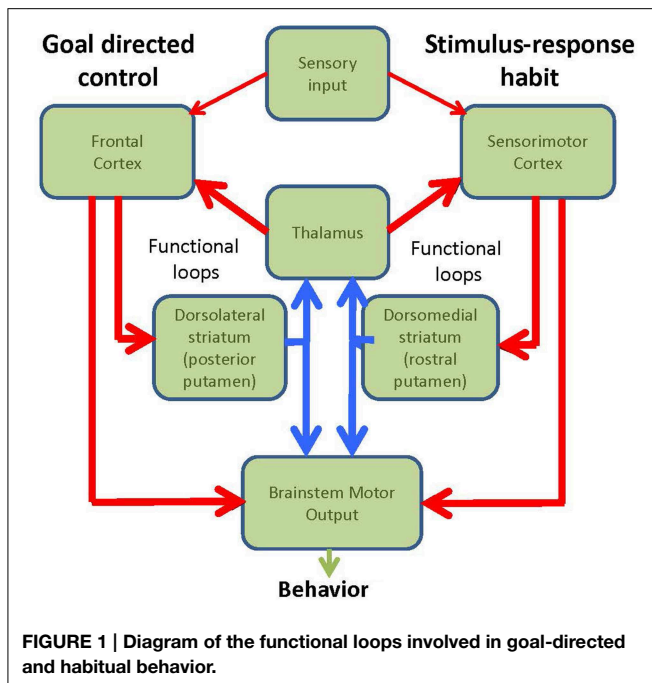 Goal directed
control
Stimulus-response
habit
Sensory
input
Frontal
Cortex
Sensorimotor
Cortex
Thalamus
Functional
loops
Functional
loops
Dorsolateral
striatum
(posterior
putamen)
Dorsomedial
striatum
(rostral
putamen)
Brainstem Motor
Output
Behavior
FIGURE 1 | Diagram of the functional loops involved in goal-directed
and habitual behavior.